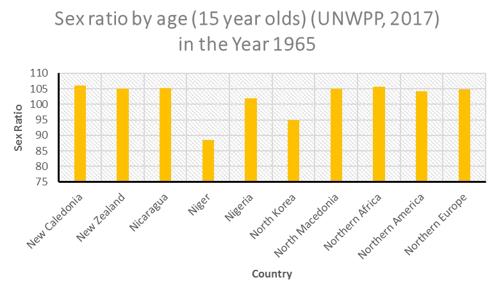 Sex ratio by age (15 year olds) (UNWPP, 2017)
in the Year 1965
Sex Ratio
110
105
100
95
90
85
80
75
New Caledonia
New Zealand
Nicaragua
Niger
Nigeria
North Korea
North Macedonia
Northern Africa
Northern America
Northern Europe
Country